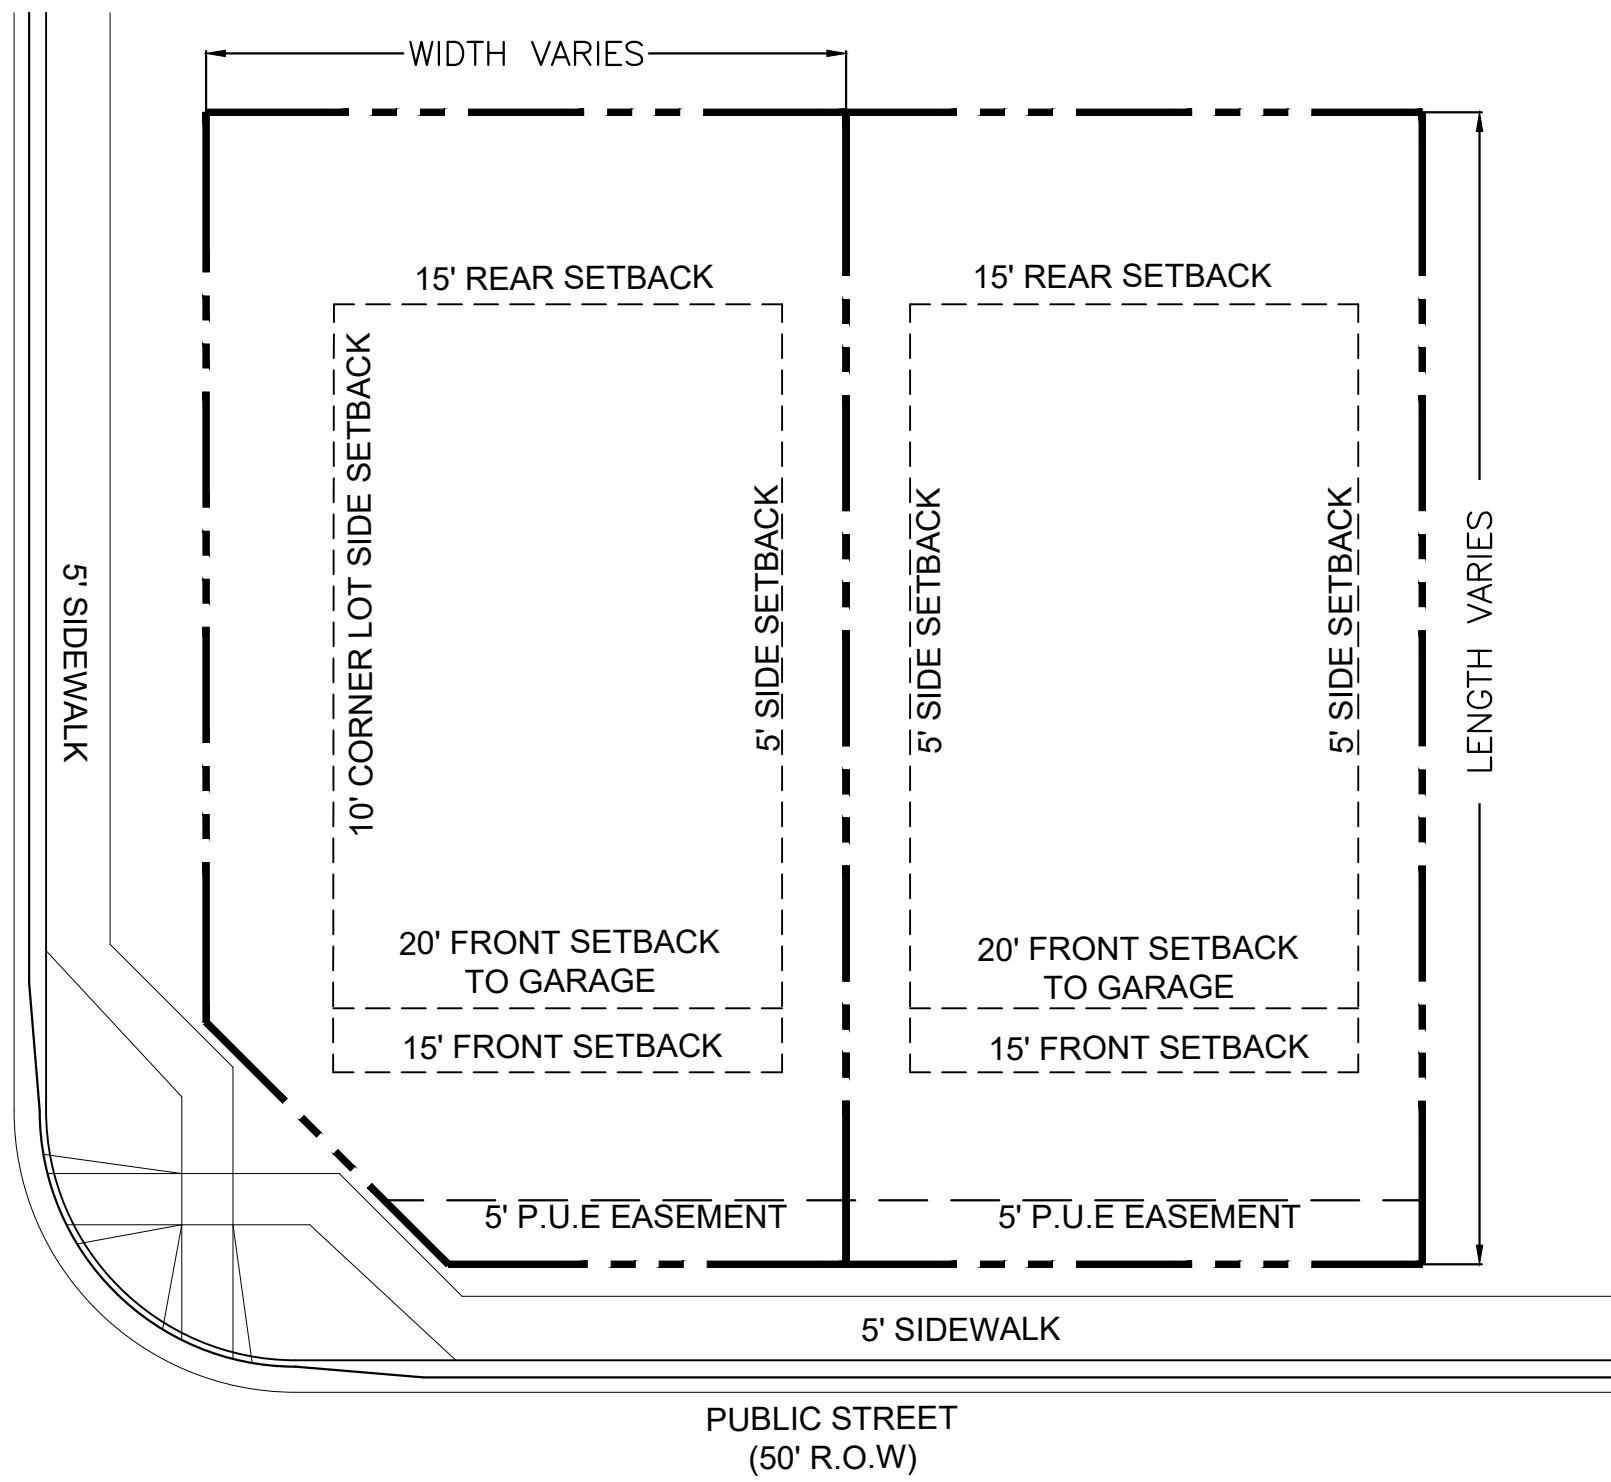 WIDTH VARIES
15' REAR SETBACK
15' REAR SETBACK
10' CORNER LOT SIDE SETBACK
5' SIDE SETBACK
5' SIDE SETBACK
5' SIDE SETBACK
LENGTH VARIES
5' SIDEWALK
20' FRONT SETBACK
TO GARAGE
20' FRONT SETBACK
TO GARAGE
15' FRONT SETBACK
15' FRONT SETBACK
5' P.U.E EASEMENT
5' P.U.E EASEMENT
5' SIDEWALK
PUBLIC STREET
(50' R.O.W)